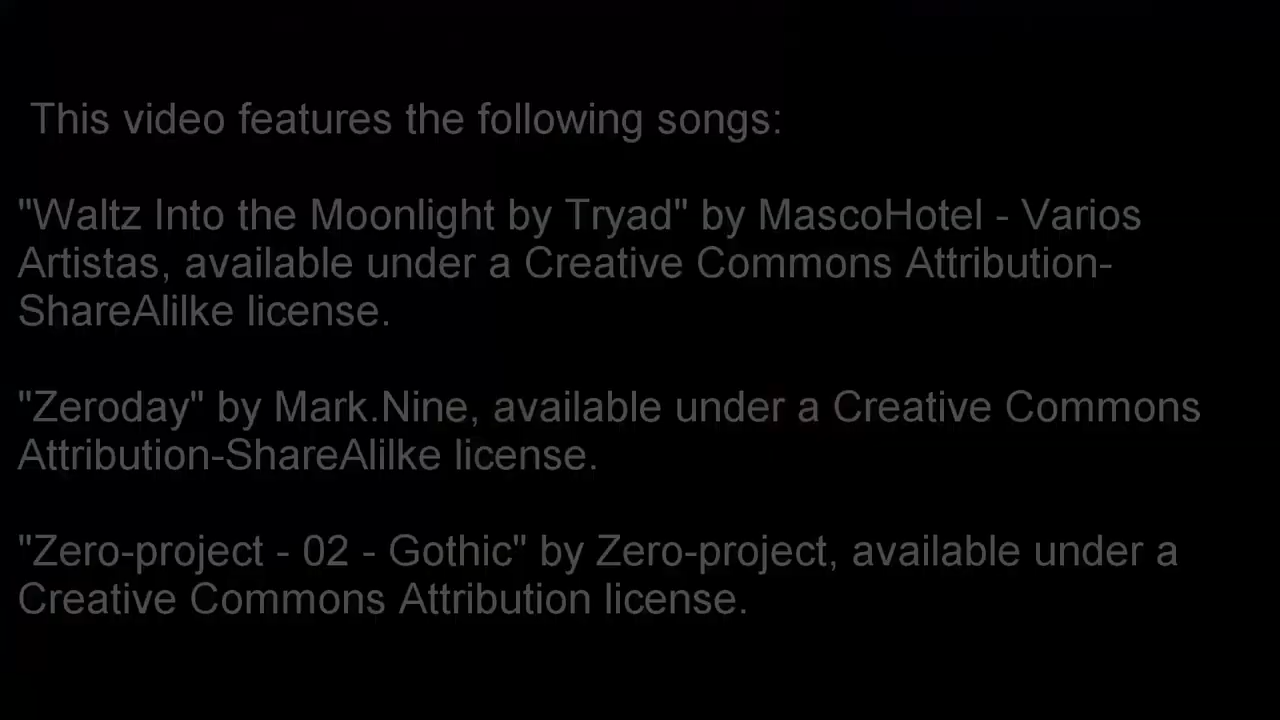 This video features the following songs:
"Waltz Into the Moonlight by Tryad" by MascoHotel - Varios
Artistas, available under a Creative Commons Attribution-
ShareAlilke license.
"Zeroday" by Mark.Nine, available under a Creative Commons
Attribution-ShareAlilke license.
"Zero-project - 02 - Gothic" by Zero-project, available under a
Creative Commons Attribution license.